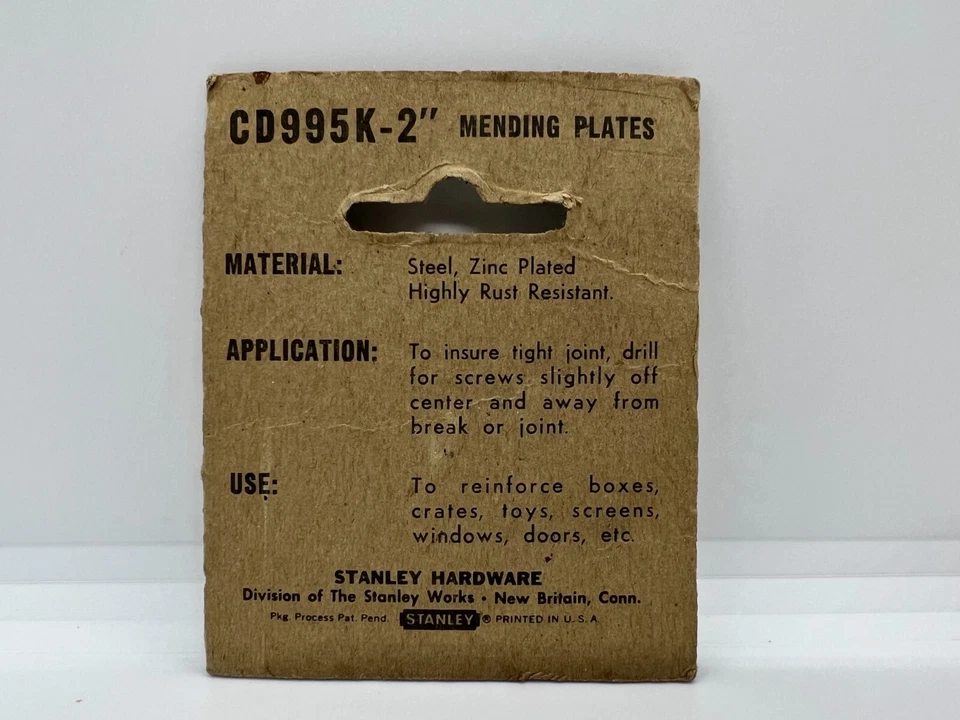 CD995K-2" MENDING PLATES
MATERIAL: Steel, Zinc Plated
Highly Rust Resistant.
APPLICATION: To insure tight joint, drill
for screws slightly off
center and away from
break or joint.
USE: To reinforce boxes,
crates, toys, screens,
windows, doors, etc.
STANLEY HARDWARE
Division of The Stanley Works • New Britain, Conn.
Pkg. Process Pat. Pend. STANLEY ® PRINTED IN U.S.A.